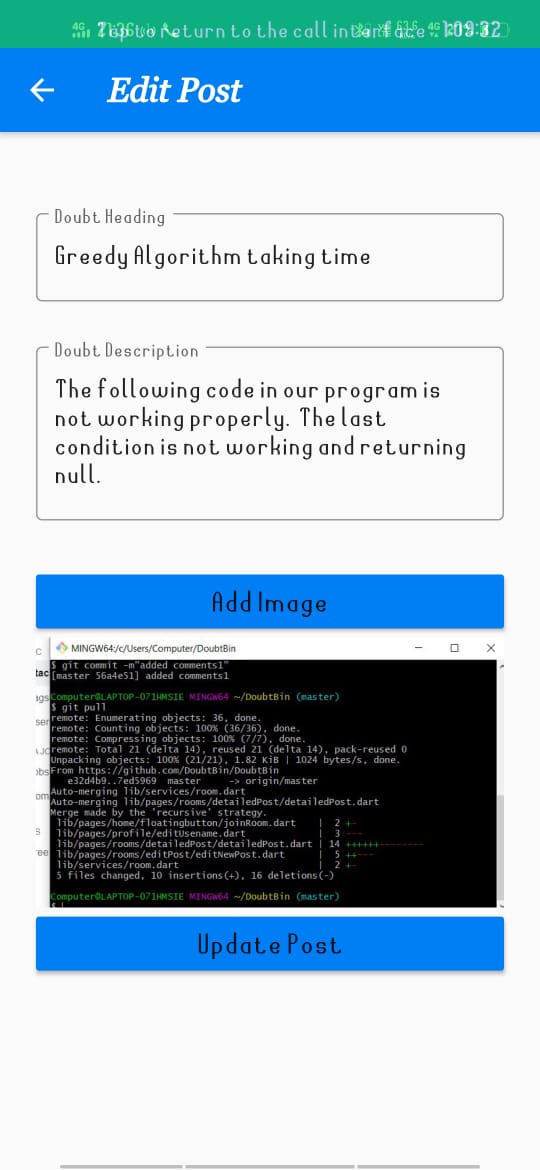 Tap to return to the call interface
Edit Post
Doubt Heading
Greedy Algorithm taking time
Doubt Description
The following code in our program is
not working properly. The last
condition is not working and returning
null.
Add Image
MINGW64:/c/Users/Computer/DoubtBin
$ git commit -m"added comments1"
[master 56a4e51] added comments1
Computer@LAPTOP-071HMSIE MINGW64 ~/DoubtBin (master)
$ git pull
remote: Enumerating objects: 36, done.
remote: Counting objects: 100% (36/36), done.
remote: Compressing objects: 100% (7/7), done.
remote: Total 21 (delta 14), reused 21 (delta 14), pack-reused 0
Unpacking objects: 100% (21/21), 1.82 KiB | 1024 bytes/s, done.
From https://github.com/DoubtBin/DoubtBin
e32d4b9..7ed5969 master -> origin/master
Auto-merging lib/services/room.dart
Auto-merging lib/pages/rooms/detailedPost/detailedPost.dart
Merge made by the 'recursive' strategy.
lib/pages/home/floatingbutton/joinRoom.dart | 2 +-
lib/pages/profile/editUsename.dart | 3 ---
lib/pages/rooms/detailedPost/detailedPost.dart | 14 ++++++--------
lib/pages/rooms/editPost/editNewPost.dart | 5 ++---
lib/services/room.dart | 2 +-
5 files changed, 10 insertions(+), 16 deletions(-)
Computer@LAPTOP-071HMSIE MINGW64 ~/DoubtBin (master)
$
Update Post